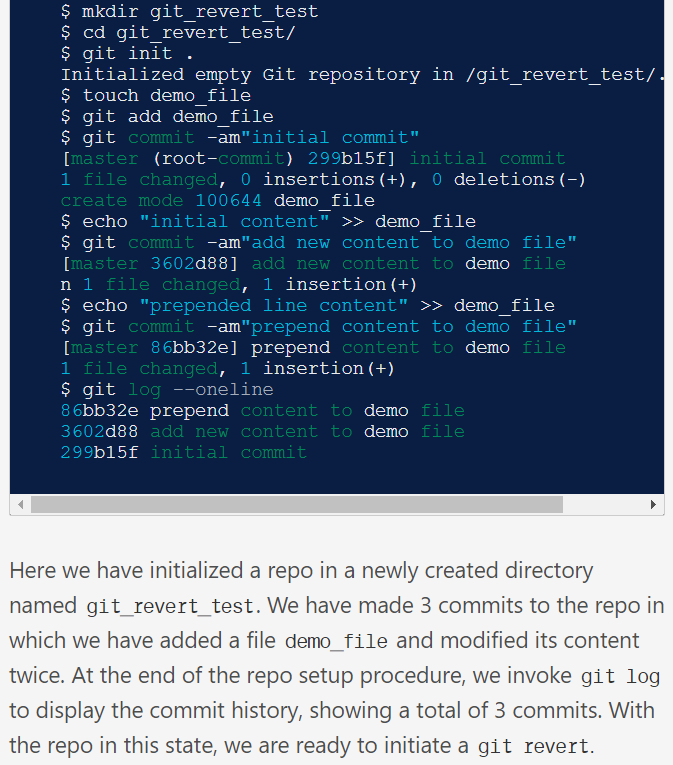 $ mkdir git_revert_test
$ cd git_revert_test/
$ git init .
Initialized empty Git repository in /git_revert_test/.
$ touch demo_file
$ git add demo_file
$ git commit -am"initial commit"
[master (root-commit) 299b15f] initial commit
1 file changed, 0 insertions(+), 0 deletions(-)
create mode 100644 demo_file
$ echo "initial content" >> demo_file
$ git commit -am"add new content to demo file"
[master 3602d88] add new content to demo file
n 1 file changed, 1 insertion(+)
$ echo "prepended line content" >> demo_file
$ git commit -am"prepend content to demo file"
[master 86bb32e] prepend content to demo file
1 file changed, 1 insertion(+)
$ git log --oneline
86bb32e prepend content to demo file
3602d88 add new content to demo file
299b15f initial commit
Here we have initialized a repo in a newly created directory
named git_revert_test. We have made 3 commits to the repo in
which we have added a file demo_file and modified its content
twice. At the end of the repo setup procedure, we invoke git log
to display the commit history, showing a total of 3 commits. With
the repo in this state, we are ready to initiate a git revert.